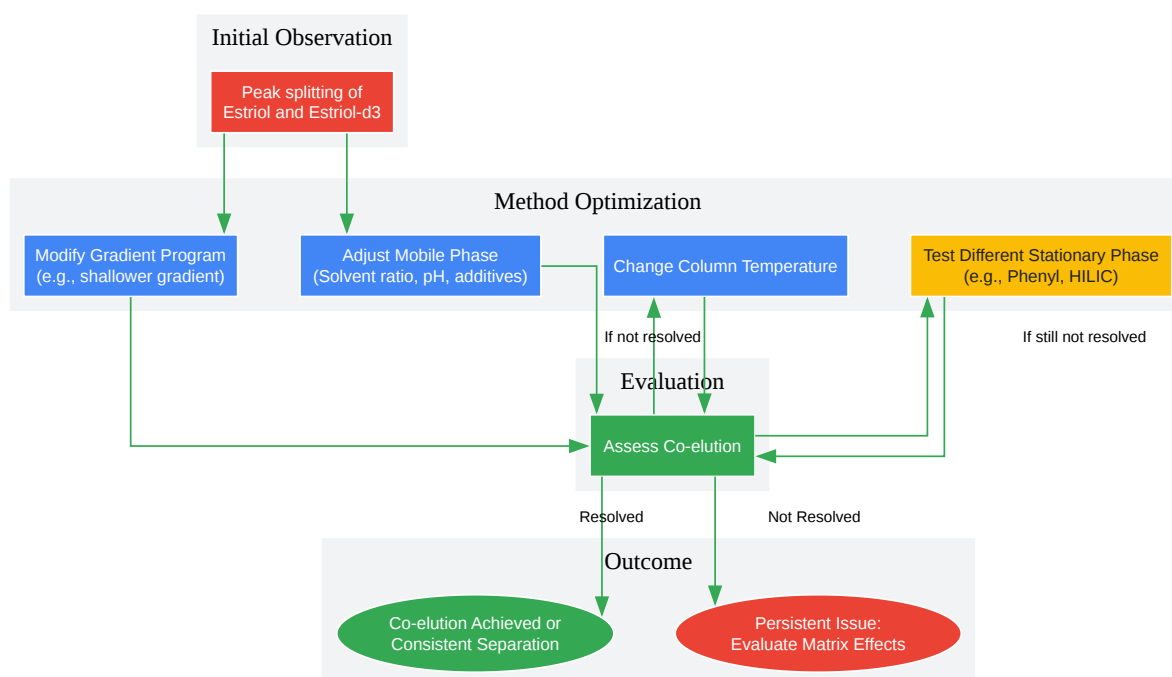 Initial Observation
Peak splitting of
Estriol and Estriol-d3
Method Optimization
Modify Gradient Program
(e.g., shallower gradient)
Adjust Mobile Phase
(Solvent ratio, pH, additives)
Change Column Temperature
Test Different Stationary Phase
(e.g., Phenyl, HILIC)
If not resolved
If still not resolved
Evaluation
Assess Co-elution
Resolved
Not Resolved
Outcome
Co-elution Achieved or
Consistent Separation
Persistent Issue:
Evaluate Matrix Effects